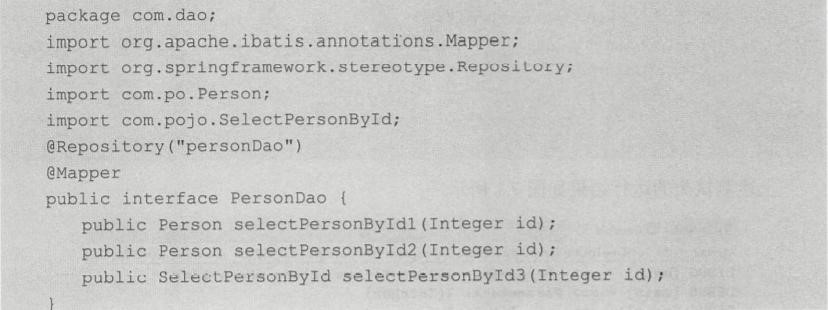 package com.dao;
import org.apache.ibatis.annotations.Mapper;
import org.springframework.stereotype.Repository;
import com.po.Person;
import com.pojo.SelectPersonById;
@Repository("personDao")
@Mapper
public interface PersonDao {
    public Person selectPersonById1(Integer id);
    public Person selectPersonById2(Integer id);
    public SelectPersonById selectPersonById3(Integer id);
}